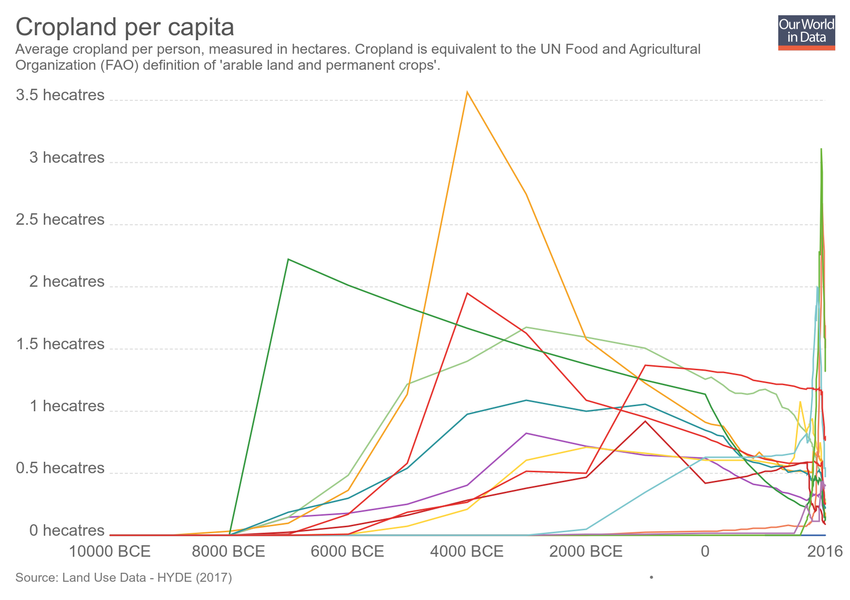 Cropland per capita
Our World
in Data
Average cropland per person, measured in hectares. Cropland is equivalent to the UN Food and Agricultural
Organization (FAO) definition of 'arable land and permanent crops'.
3.5 hecatres
3 hecatres
2.5 hecatres
2 hecatres
1.5 hecatres
1 hecatres
0.5 hecatres
0 hecatres
10000 BCE 8000 BCE 6000 BCE 4000 BCE 2000 BCE 0 2016
Source: Land Use Data - HYDE (2017)